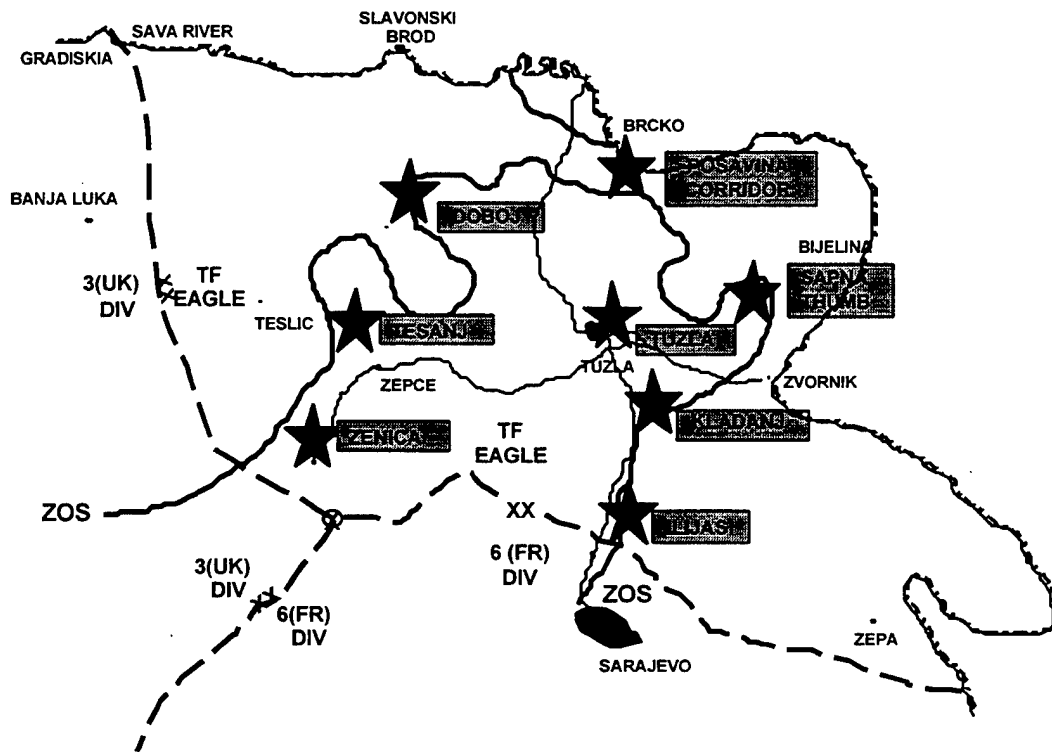 SLAVONSKI
BROD
SAVA RIVER
GRADISKIA
BRCKO
POSAVINA
CORRIDOR
BANJA LUKA
DOBOJ
BIJELINA
SAPNA
THUMB
3(UK)
DIV
TF
EAGLE
TESLIC
TESANJ
TUZLA
TUZLA
ZEPCE
ZVORNIK
KLADANJ
ZENICA
TF
EAGLE
ZOS
XX
ILIJAS
6 (FR)
DIV
3(UK)
DIV
6(FR)
DIV
ZOS
ZEPA
SARAJEVO